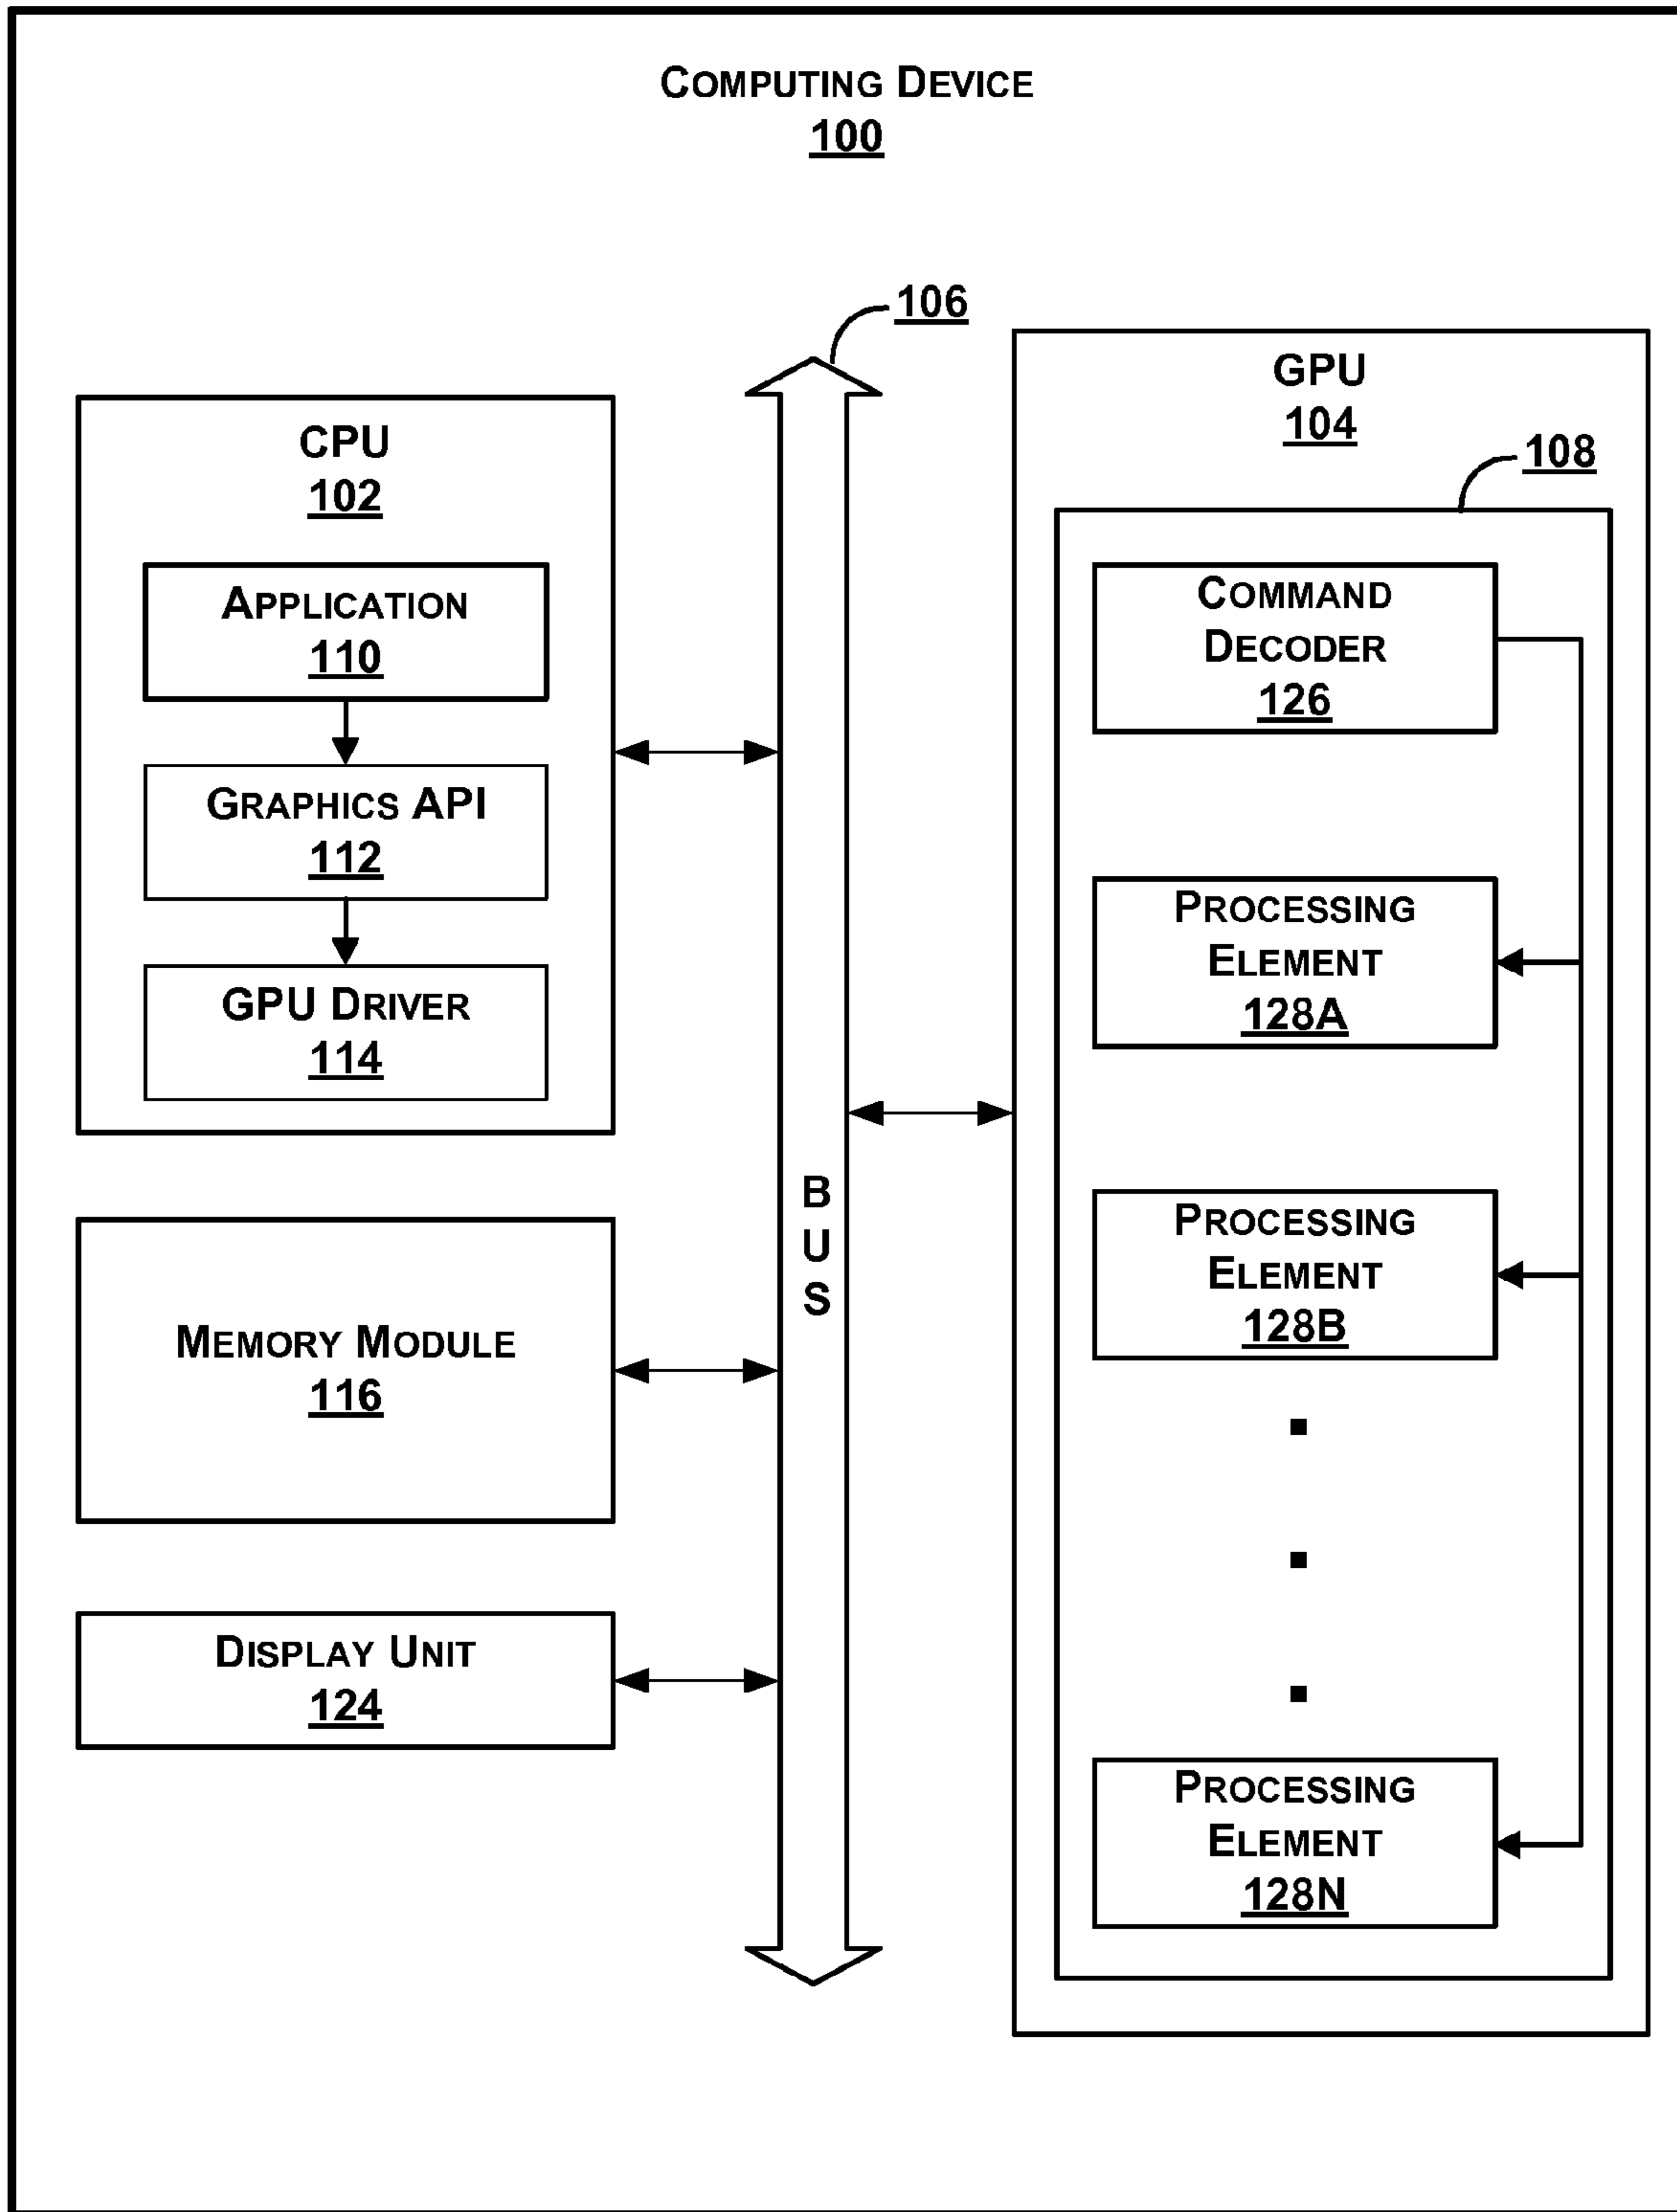 COMPUTING DEVICE
100
106
CPU
102
APPLICATION
110
GRAPHICS API
112
GPU DRIVER
114
MEMORY MODULE
116
DISPLAY UNIT
124
B
U
S
GPU
104
108
COMMAND
DECODER
126
PROCESSING
ELEMENT
128A
PROCESSING
ELEMENT
128B
PROCESSING
ELEMENT
128N